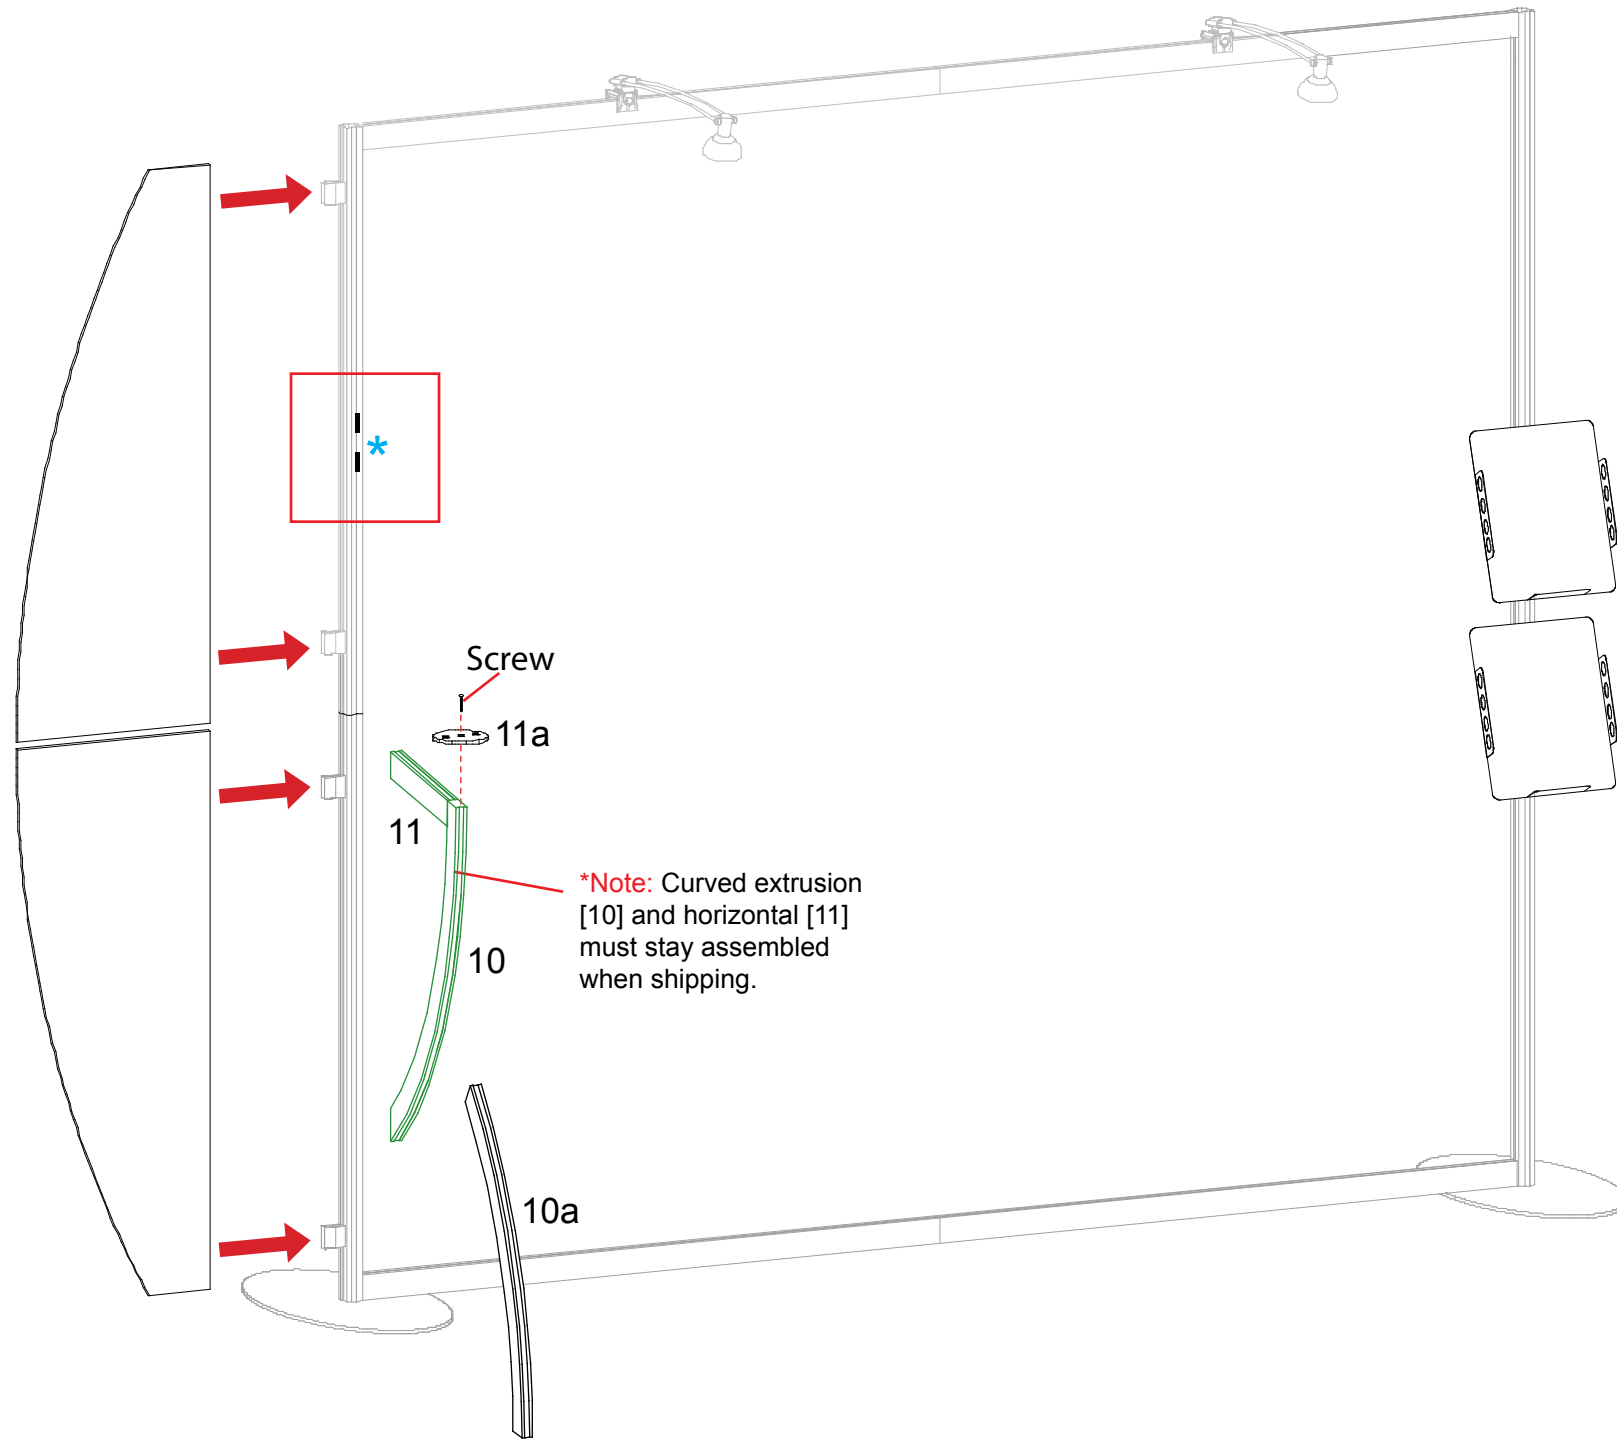 *
Screw
11a
11
*Note: Curved extrusion
[10] and horizontal [11]
must stay assembled
when shipping.
10
10a